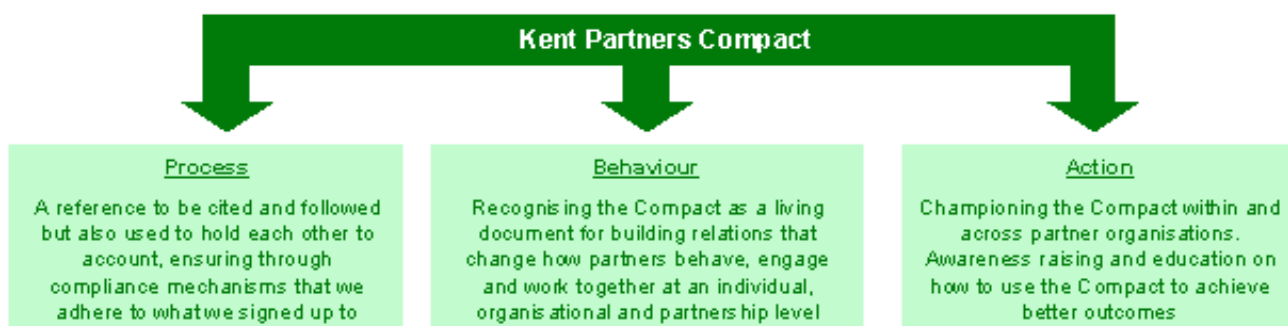 Kent Partners Compact
Process
A reference to be cited and followed
but also used to hold each other to
account, ensuring through
compliance mechanisms that we
adhere to what we signed up to
Behaviour
Recognising the Compact as a living
document for building relations that
change how partners behave, engage
and work together at an individual,
organisational and partnership level
Action
Championing the Compact within and
across partner organisations.
Awareness raising and education on
how to use the Compact to achieve
better outcomes